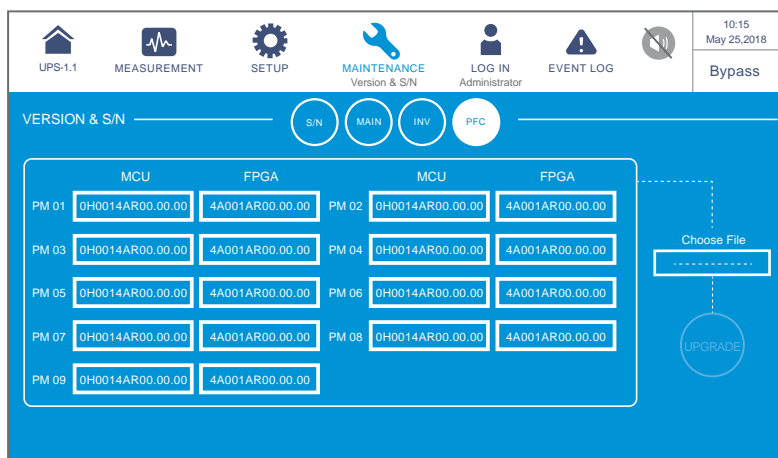 10:15
May 25,2018
UPS-1.1 MEASUREMENT SETUP MAINTENANCE LOG IN EVENT LOG Bypass
Version & S/N Administrator
VERSION & S/N S/N MAIN INV PFC
MCU FPGA MCU FPGA
PM 01 0H0014AR00.00.00 4A001AR00.00.00 PM 02 0H0014AR00.00.00 4A001AR00.00.00
Choose File
PM 03 0H0014AR00.00.00 4A001AR00.00.00 PM 04 0H0014AR00.00.00 4A001AR00.00.00
PM 05 0H0014AR00.00.00 4A001AR00.00.00 PM 06 0H0014AR00.00.00 4A001AR00.00.00
PM 07 0H0014AR00.00.00 4A001AR00.00.00 PM 08 0H0014AR00.00.00 4A001AR00.00.00
UPGRADE
PM 09 0H0014AR00.00.00 4A001AR00.00.00